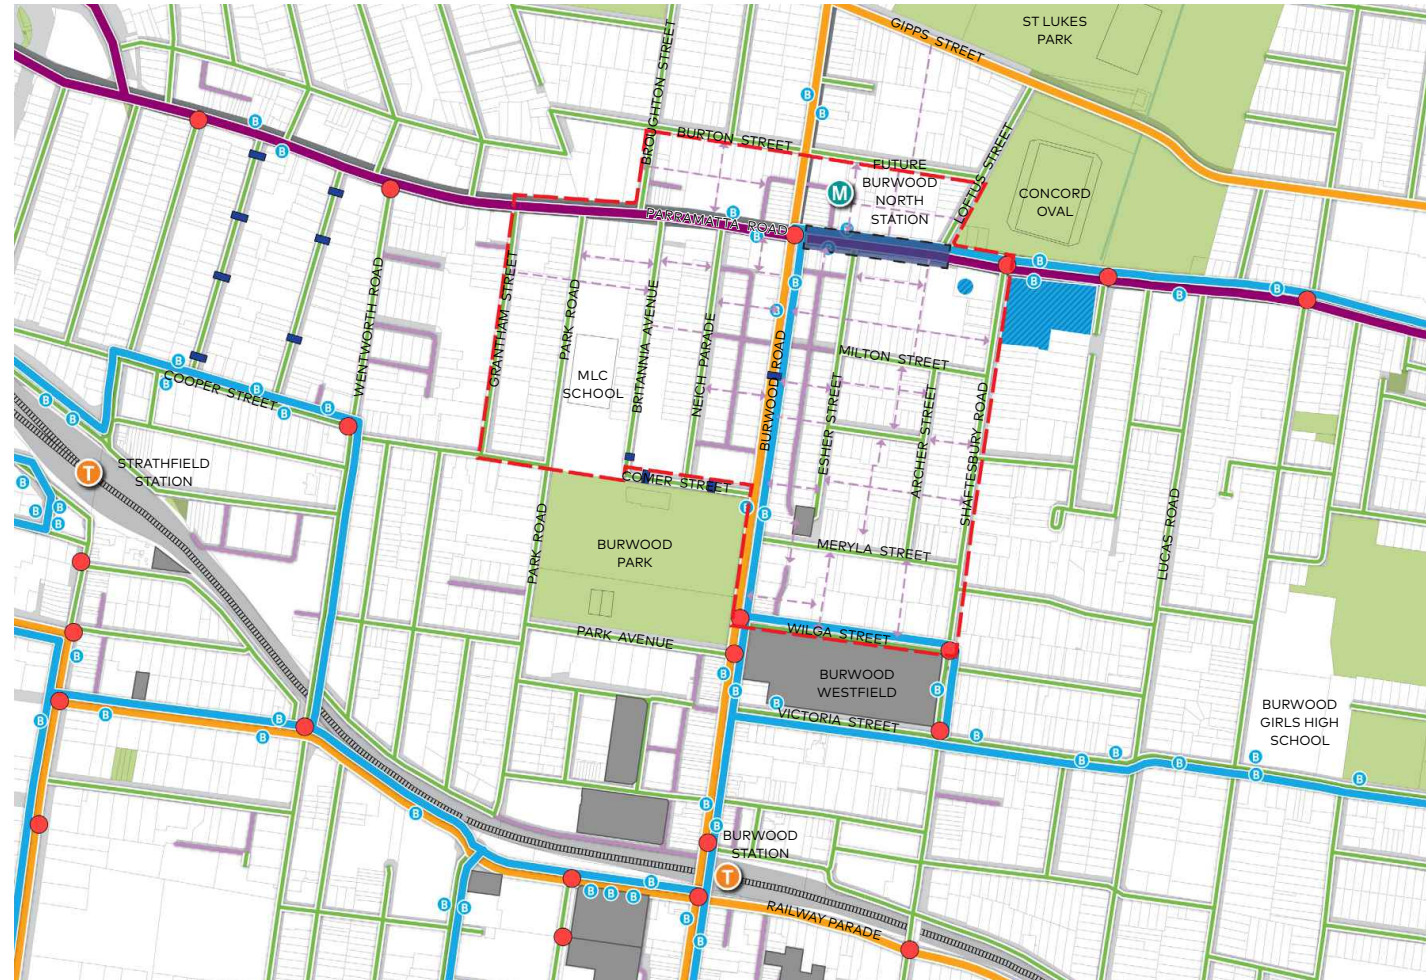 ST LUKES
PARK
GIPPS STREET
BROUGHTON STREET
BURTON STREET
LOFTUS STREET
FUTURE
BURWOOD
NORTH
STATION
M
CONCORD
OVAL
PARRAMATTA ROAD
WENTWORTH ROAD
GRANTHAM STREET
PARK ROAD
BRITANNIA AVENUE
NEICH PARADE
BURWOOD ROAD
MILTON STREET
ESHER STREET
ARCHER STREET
SHAFTESBURY ROAD
MLC
SCHOOL
COOPER STREET
T
STRATHFIELD
STATION
COMER STREET
LUCAS ROAD
PARK ROAD
BURWOOD
PARK
MERYLA STREET
PARK AVENUE
WILGA STREET
BURWOOD
WESTFIELD
VICTORIA STREET
BURWOOD
GIRLS HIGH
SCHOOL
BURWOOD
STATION
T
RAILWAY PARADE